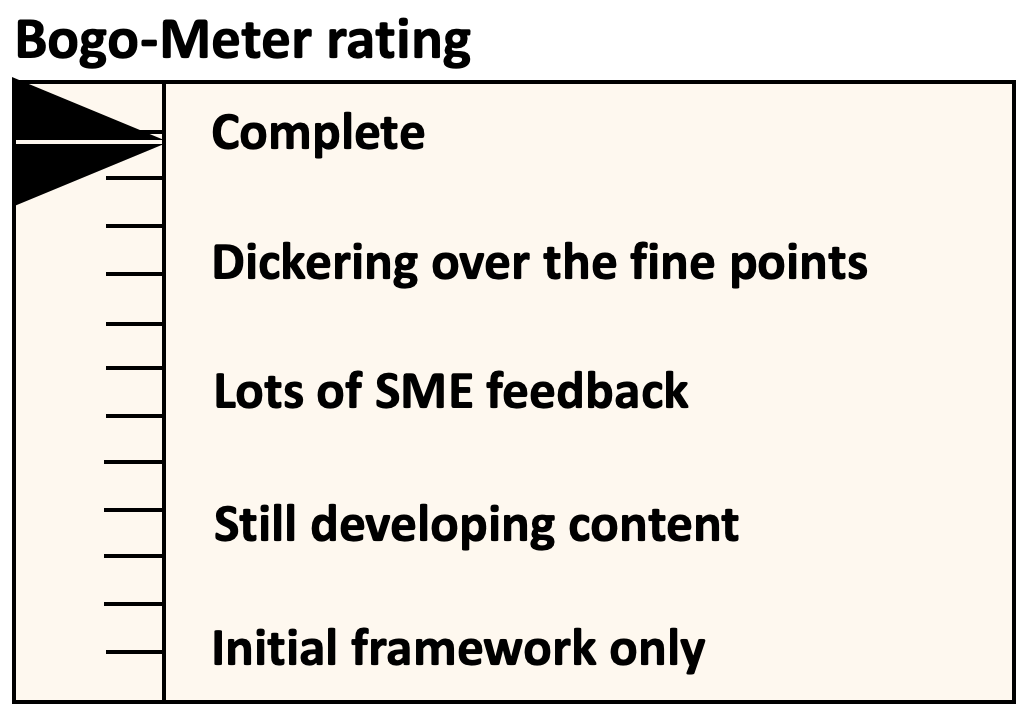 Bogo-Meter rating
Complete
Dickering over the fine points
Lots of SME feedback
Still developing content
Initial framework only